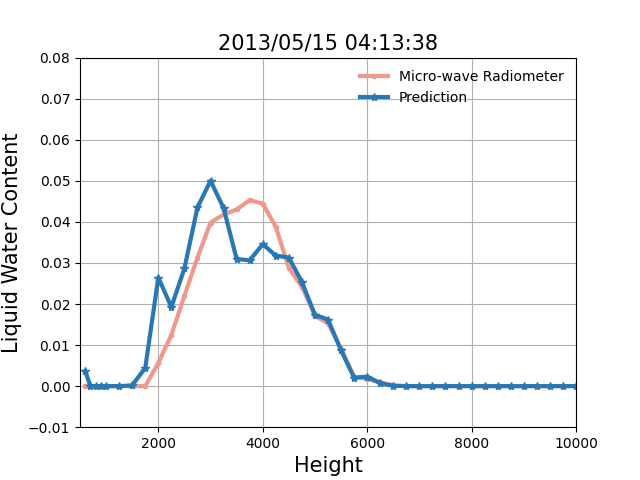 2013/05/15 04:13:38
Micro-wave Radiometer
Prediction
Liquid Water Content
0.08
0.07
0.06
0.05
0.04
0.03
0.02
0.01
0.00
−0.01
2000 4000 6000 8000 10000
Height